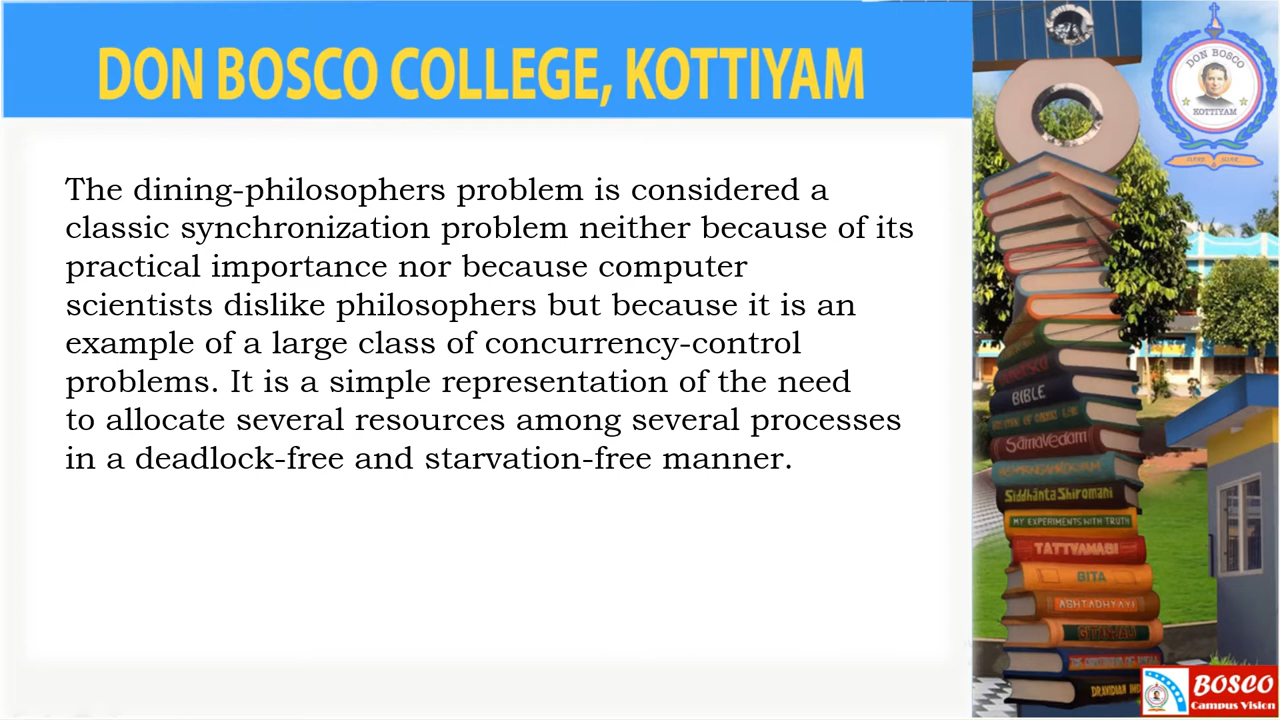 DON BOSCO COLLEGE, KOTTIYAM
DON BOSCO
KOTTIYAM
The dining-philosophers problem is considered a
classic synchronization problem neither because of its
practical importance nor because computer
scientists dislike philosophers but because it is an
example of a large class of concurrency-control
problems. It is a simple representation of the need
to allocate several resources among several processes
in a deadlock-free and starvation-free manner.
BIBLE
SamaVedam
Siddhanta Shiromani
MY EXPERIMENTS WITH TRUTH
TATTVAMASI
GITA
ASHTADHYAYI
GITANJALI
DRAVIDIAN
BOSCO
Campus Vision